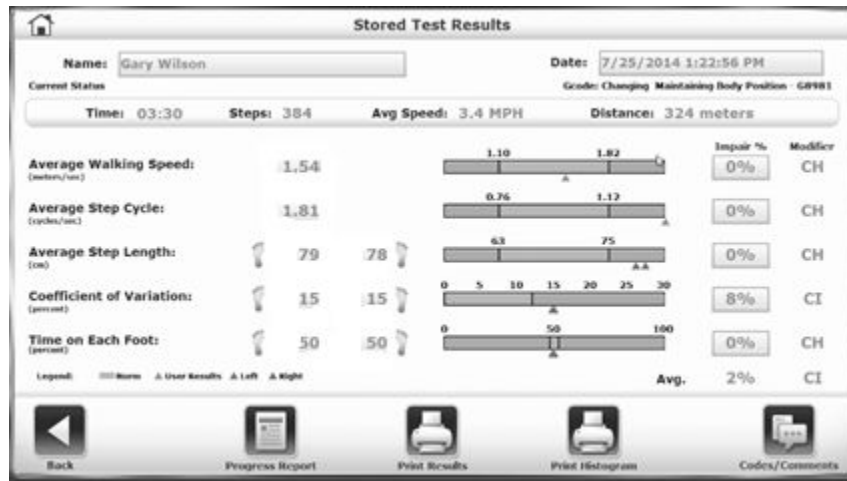 Stored Test Results
Name: Gary Wilson Date: 7/25/2014 1:22:56 PM
Current Status Gcode: Changing Maintaining Body Position - G8981
Time: 03:30 Steps: 384 Avg Speed: 3.4 MPH Distance: 324 meters
Impair % Modifier
1.10 1.82
Average Walking Speed: 1.54 0% CH
(meters/sec)
0.76 1.12
Average Step Cycle: 1.81 0% CH
(cycles/sec)
63 75
Average Step Length: 79 78 0% CH
(cm)
0 5 10 15 20 25 30
Coefficient of Variation: 15 15 8% CI
(percent)
0 50 100
Time on Each Foot: 50 50 0% CH
(percent)
Legend: Norm User Results Left Right Avg. 2% CI
Back Progress Report Print Results Print Histogram Codes/Comments